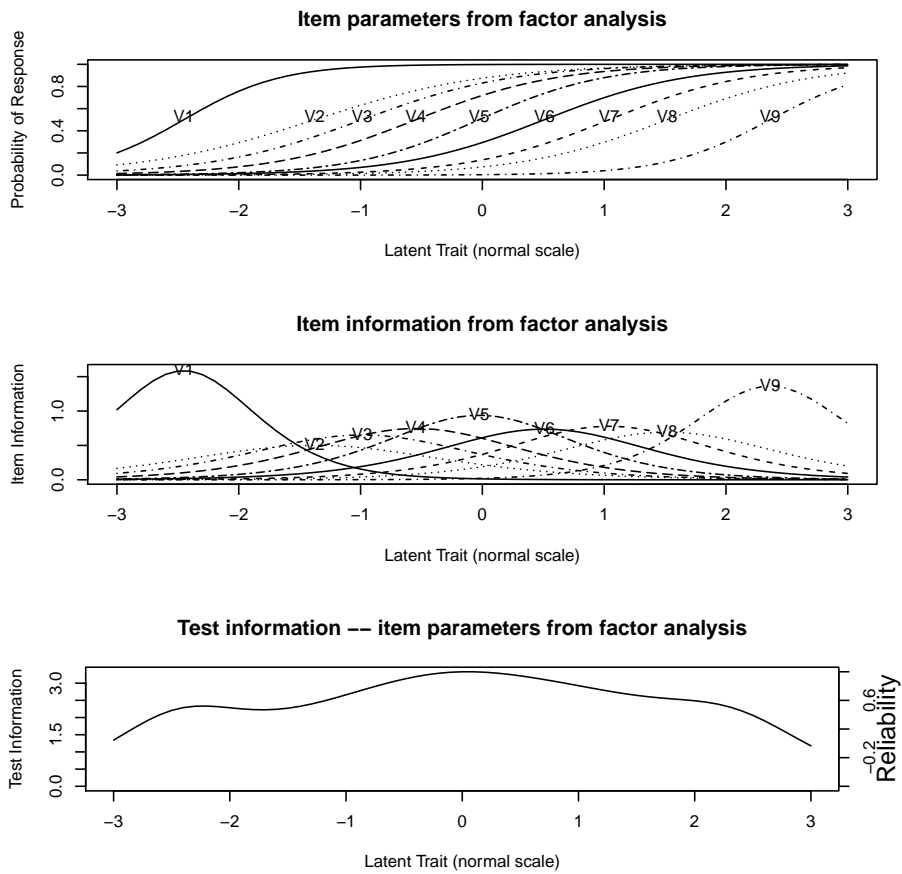 Item parameters from factor analysis
Probability of Response
0.0 0.4 0.8
V1 V2 V3 V4 V5 V6 V7 V8 V9
−3 −2 −1 0 1 2 3
Latent Trait (normal scale)
Item information from factor analysis
Item Information
0.0 1.0
V1 V2 V3 V4 V5 V6 V7 V8 V9
−3 −2 −1 0 1 2 3
Latent Trait (normal scale)
Test information −− item parameters from factor analysis
Test Information
0.0 1.5 3.0
−0.2 0.6
Reliability
−3 −2 −1 0 1 2 3
Latent Trait (normal scale)